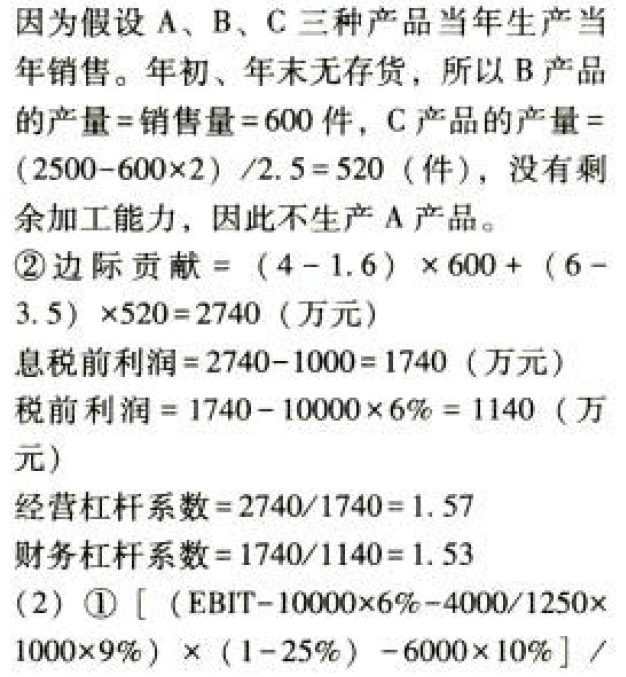 因为假设 A、B、C 三种产品当年生产当
年销售。年初、年末无存货，所以 B 产品
的产量=销售量=600 件，C 产品的产量=
（2500-600×2）/2.5=520（件），没有剩
余加工能力，因此不生产 A 产品。
②边际贡献=（4-1.6）×600+（6-
3.5）×520=2740（万元）
息税前利润=2740-1000=1740（万元）
税前利润=1740-10000×6%=1140（万
元）
经营杠杆系数=2740/1740=1.57
财务杠杆系数=1740/1140=1.53
（2）①［（EBIT-10000×6%-4000/1250×
1000×9%）×（1-25%）-6000×10%］/